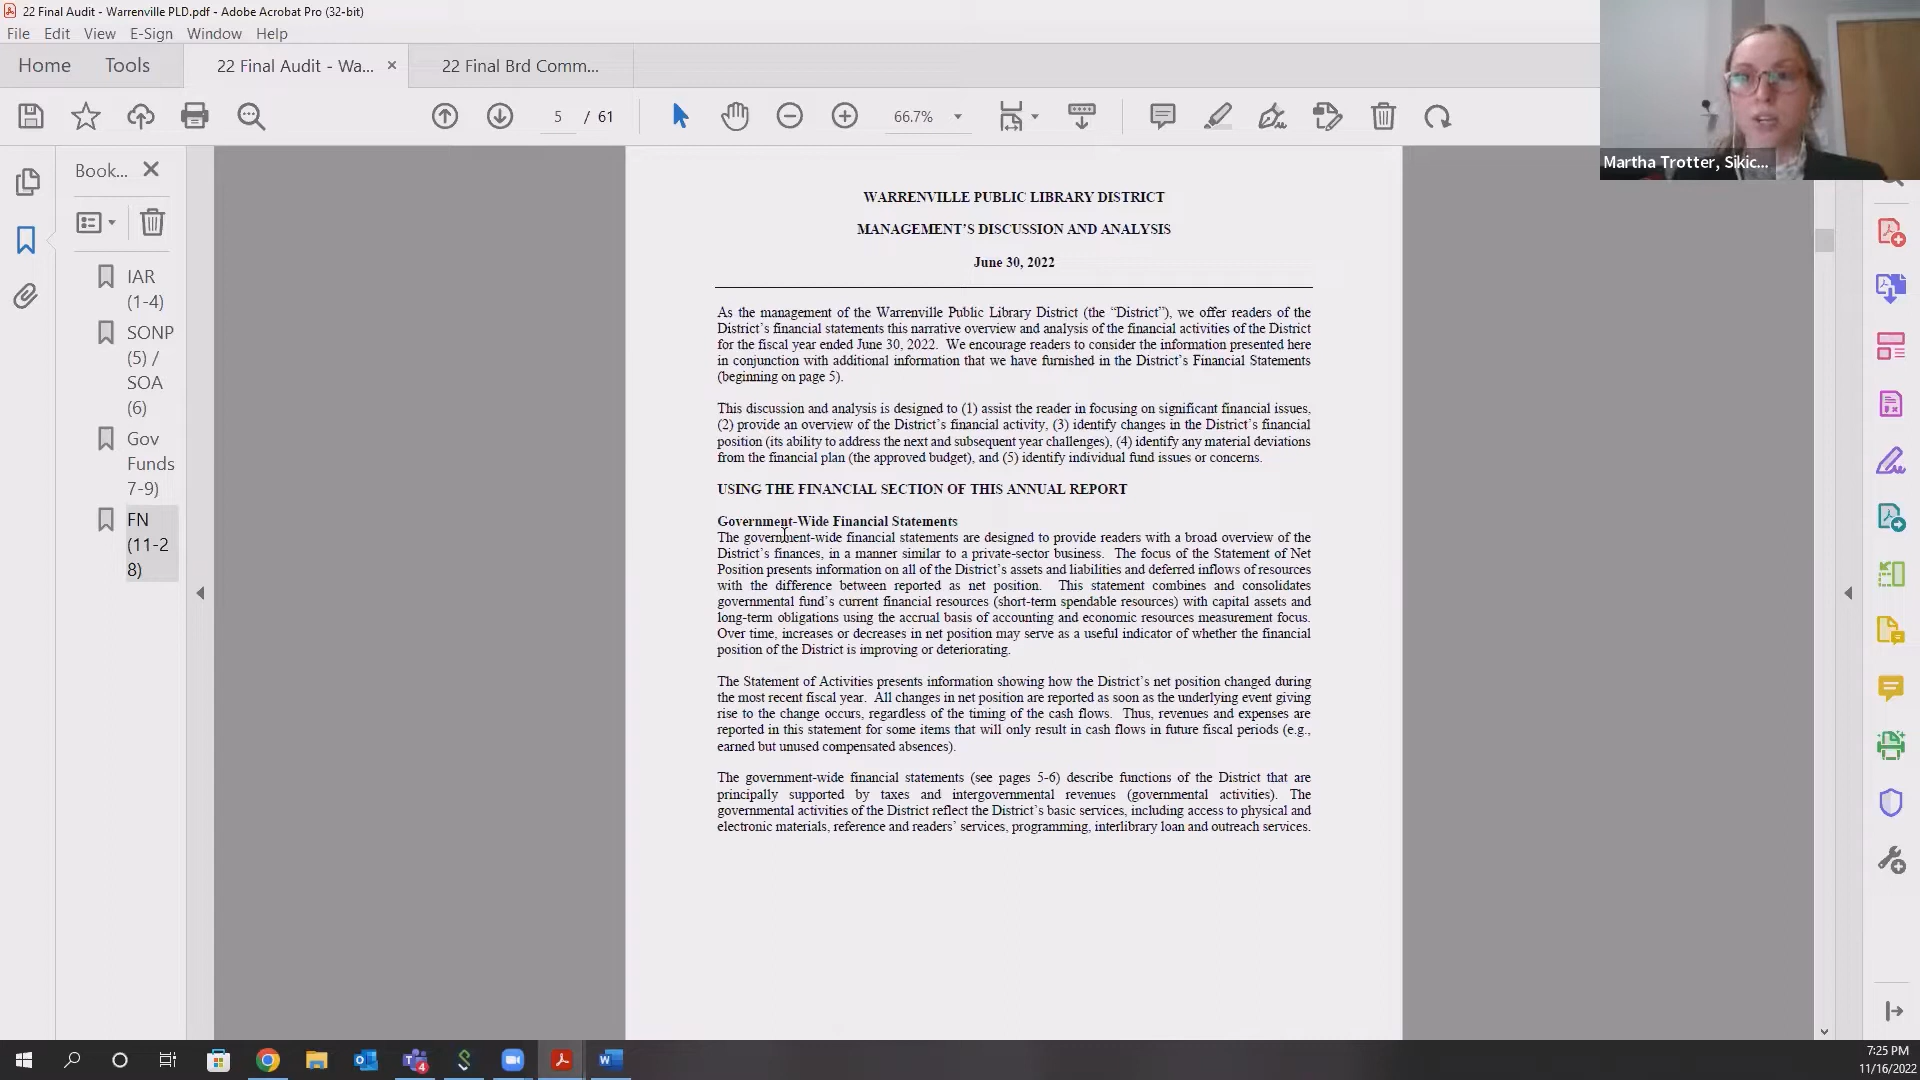 22 Final Audit - Warrenville PLD.pdf - Adobe Acrobat Pro (32-bit)
File Edit View E-Sign Window Help
Home Tools 22 Final Audit - Wa... × 22 Final Brd Comm...
5 / 61 66.7%
Martha Trotter, Sikic...
Book...
IAR
(1-4)
SONP
(5) /
SOA
(6)
Gov
Funds
7-9)
FN
(11-2
8)
WARRENVILLE PUBLIC LIBRARY DISTRICT
MANAGEMENT'S DISCUSSION AND ANALYSIS
June 30, 2022
As the management of the Warrenville Public Library District (the “District”), we offer readers of the
District's financial statements this narrative overview and analysis of the financial activities of the District
for the fiscal year ended June 30, 2022. We encourage readers to consider the information presented here
in conjunction with additional information that we have furnished in the District's Financial Statements
(beginning on page 5).
This discussion and analysis is designed to (1) assist the reader in focusing on significant financial issues,
(2) provide an overview of the District's financial activity, (3) identify changes in the District's financial
position (its ability to address the next and subsequent year challenges), (4) identify any material deviations
from the financial plan (the approved budget), and (5) identify individual fund issues or concerns.
USING THE FINANCIAL SECTION OF THIS ANNUAL REPORT
Government-Wide Financial Statements
The government-wide financial statements are designed to provide readers with a broad overview of the
District's finances, in a manner similar to a private-sector business. The focus of the Statement of Net
Position presents information on all of the District's assets and liabilities and deferred inflows of resources
with the difference between reported as net position. This statement combines and consolidates
governmental fund's current financial resources (short-term spendable resources) with capital assets and
long-term obligations using the accrual basis of accounting and economic resources measurement focus.
Over time, increases or decreases in net position may serve as a useful indicator of whether the financial
position of the District is improving or deteriorating.
The Statement of Activities presents information showing how the District's net position changed during
the most recent fiscal year. All changes in net position are reported as soon as the underlying event giving
rise to the change occurs, regardless of the timing of the cash flows. Thus, revenues and expenses are
reported in this statement for some items that will only result in cash flows in future fiscal periods (e.g.,
earned but unused compensated absences).
The government-wide financial statements (see pages 5-6) describe functions of the District that are
principally supported by taxes and intergovernmental revenues (governmental activities). The
governmental activities of the District reflect the District's basic services, including access to physical and
electronic materials, reference and readers' services, programming, interlibrary loan and outreach services.
4
7:25 PM
11/16/2022